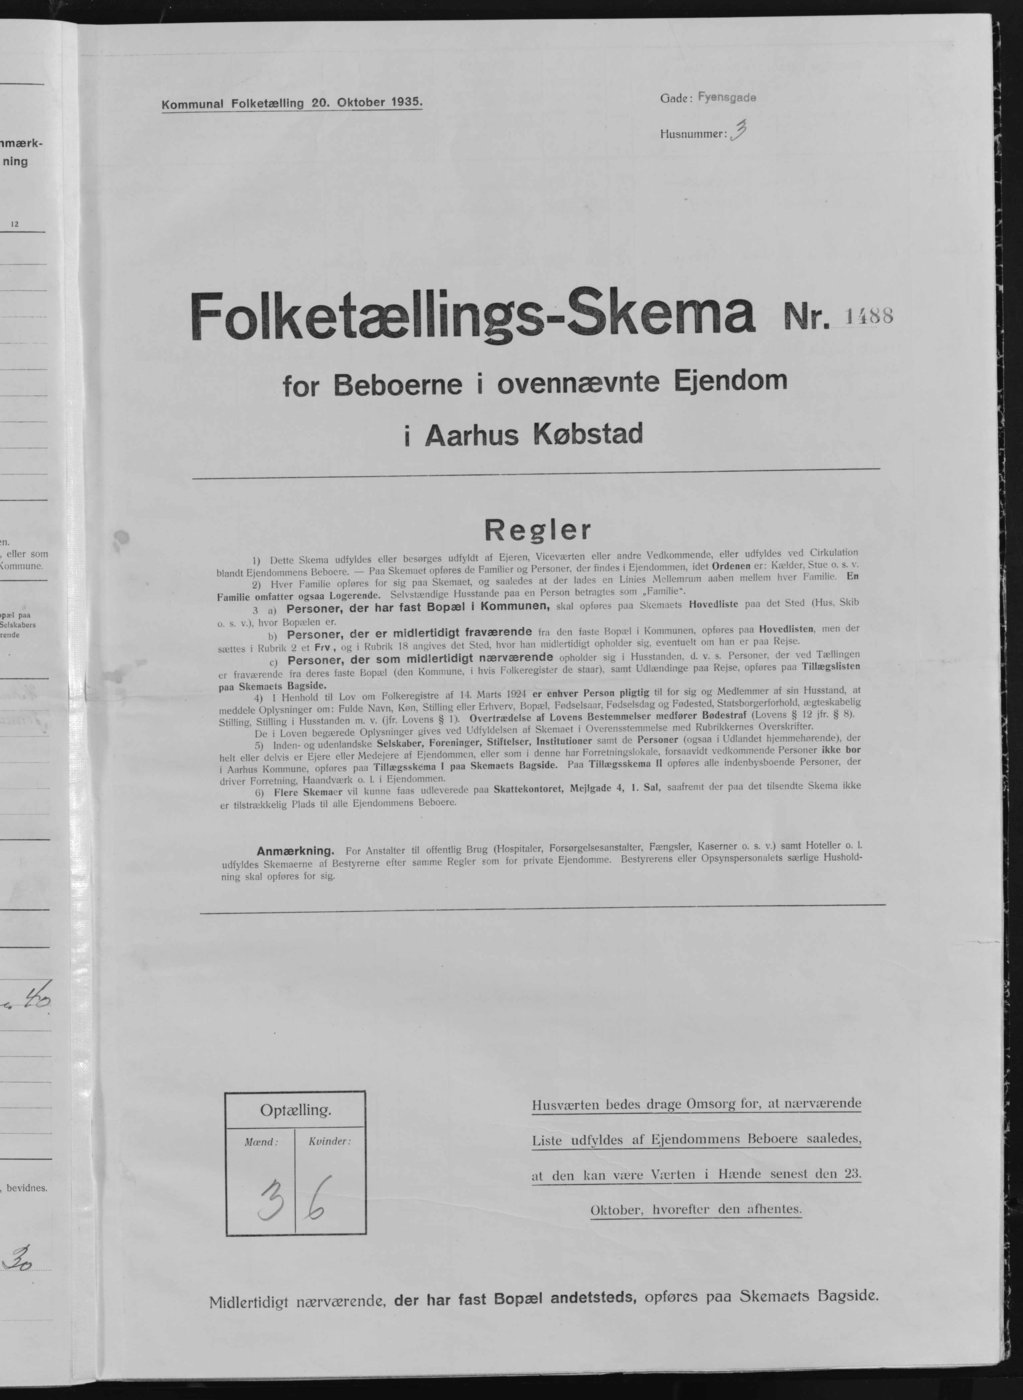 nmærk-
ning
12
en.
, eller som
Kommune.
opæl paa
Selskabers
rende
40
, bevidnes.
30
Kommunal Folketælling 20. Oktober 1935.
Gade: Fyensgade
Husnummer: 3
Folketællings-Skema Nr. 1488
for Beboerne i ovennævnte Ejendom
i Aarhus Købstad
Regler
1) Dette Skema udfyldes eller besørges udfyldt af Ejeren, Viceværten eller andre Vedkommende, eller udfyldes ved Cirkulation
blandt Ejendommens Beboere. — Paa Skemaet opføres de Familier og Personer, der findes i Ejendommen, idet Ordenen er: Kælder, Stue o. s. v.
2) Hver Familie opføres for sig paa Skemaet, og saaledes at der lades en Linies Mellemrum aaben mellem hver Familie. En
Familie omfatter ogsaa Logerende. Selvstændige Husstande paa en Person betragtes som „Familie“.
3 a) Personer, der har fast Bopæl i Kommunen, skal opføres paa Skemaets Hovedliste paa det Sted (Hus, Skib
o. s. v.), hvor Bopælen er.
b) Personer, der er midlertidigt fraværende fra den faste Bopæl i Kommunen, opføres paa Hovedlisten, men der
sættes i Rubrik 2 et Frv., og i Rubrik 18 angives det Sted, hvor han midlertidigt opholder sig, eventuelt om han er paa Rejse.
c) Personer, der som midlertidigt nærværende opholder sig i Husstanden, d. v. s. Personer, der ved Tællingen
er fraværende fra deres faste Bopæl (den Kommune, i hvis Folkeregister de staar), samt Udlændinge paa Rejse, opføres paa Tillægslisten
paa Skemaets Bagside.
4) I Henhold til Lov om Folkeregistre af 14. Marts 1924 er enhver Person pligtig til for sig og Medlemmer af sin Husstand, at
meddele Oplysninger om: Fulde Navn, Køn, Stilling eller Erhverv, Bopæl, Fødselsaar, Fødselsdag og Fødested, Statsborgerforhold, ægteskabelig
Stilling, Stilling i Husstanden m. v. (jfr. Lovens § 1). Overtrædelse af Lovens Bestemmelser medfører Bødestraf (Lovens § 12 jfr. § 8).
De i Loven begærede Oplysninger gives ved Udfyldelsen af Skemaet i Overensstemmelse med Rubrikkernes Overskrifter.
5) Inden- og udenlandske Selskaber, Foreninger, Stiftelser, Institutioner samt de Personer (ogsaa i Udlandet hjemmehørende), der
helt eller delvis er Ejere eller Medejere af Ejendommen, eller som i denne har Forretningslokale, forsaavidt vedkommende Personer ikke bor
i Aarhus Kommune, opføres paa Tillægsskema I paa Skemaets Bagside. Paa Tillægsskema II opføres alle indenbysboende Personer, der
driver Forretning, Haandværk o. l. i Ejendommen.
6) Flere Skemaer vil kunne faas udleverede paa Skattekontoret, Mejlgade 4, 1. Sal, saafremt der paa det tilsendte Skema ikke
er tilstrækkelig Plads til alle Ejendommens Beboere.
Anmærkning. For Anstalter til offentlig Brug (Hospitaler, Forsørgelsesanstalter, Fængsler, Kaserner o. s. v.) samt Hoteller o. l.
udfyldes Skemaerne af Bestyrerne efter samme Regler som for private Ejendomme. Bestyrerens eller Opsynspersonalets særlige Hushold-
ning skal opføres for sig.
Optælling.
Mænd: Kvinder:
3 6
Husværten bedes drage Omsorg for, at nærværende
Liste udfyldes af Ejendommens Beboere saaledes,
at den kan være Værten i Hænde senest den 23.
Oktober, hvorefter den afhentes.
Midlertidigt nærværende, der har fast Bopæl andetsteds, opføres paa Skemaets Bagside.